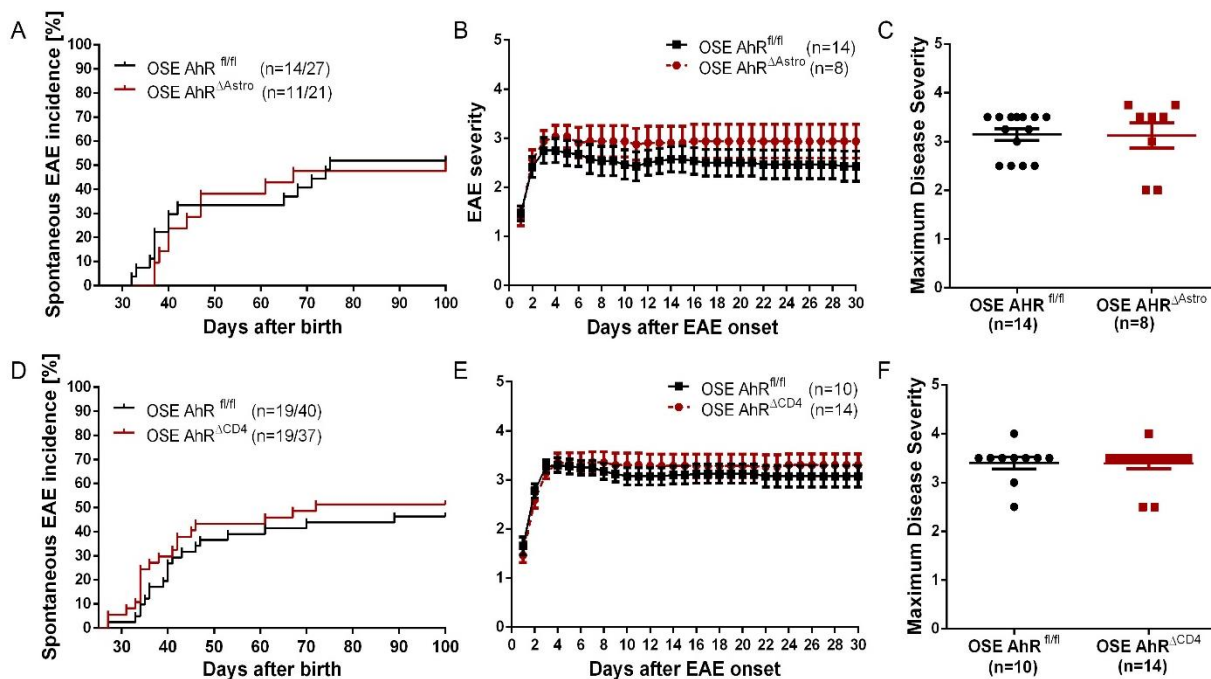 A
Spontaneous EAE incidence [%]
100
90
80
70
60
50
40
30
20
10
0
OSE AhR fl/fl (n=14/27)
OSE AhR ΔAstro (n=11/21)
30 40 50 60 70 80 90 100
Days after birth
B
EAE severity
5
4
3
2
1
0
OSE AhR fl/fl (n=14)
OSE AhR ΔAstro (n=8)
0 2 4 6 8 10 12 14 16 18 20 22 24 26 28 30
Days after EAE onset
C
Maximum Disease Severity
5
4
3
2
1
OSE AHR fl/fl
(n=14)
OSE AHR ΔAstro
(n=8)
D
Spontaneous EAE incidence [%]
100
90
80
70
60
50
40
30
20
10
0
OSE AhR fl/fl (n=19/40)
OSE AhR ΔCD4 (n=19/37)
30 40 50 60 70 80 90 100
Days after birth
E
5
4
3
2
1
0
OSE AhR fl/fl (n=10)
OSE AhR ΔCD4 (n=14)
0 2 4 6 8 10 12 14 16 18 20 22 24 26 28 30
Days after EAE onset
F
Maximum Disease Severity
5
4
3
2
1
0
OSE AhR fl/fl
(n=10)
OSE AhR ΔCD4
(n=14)